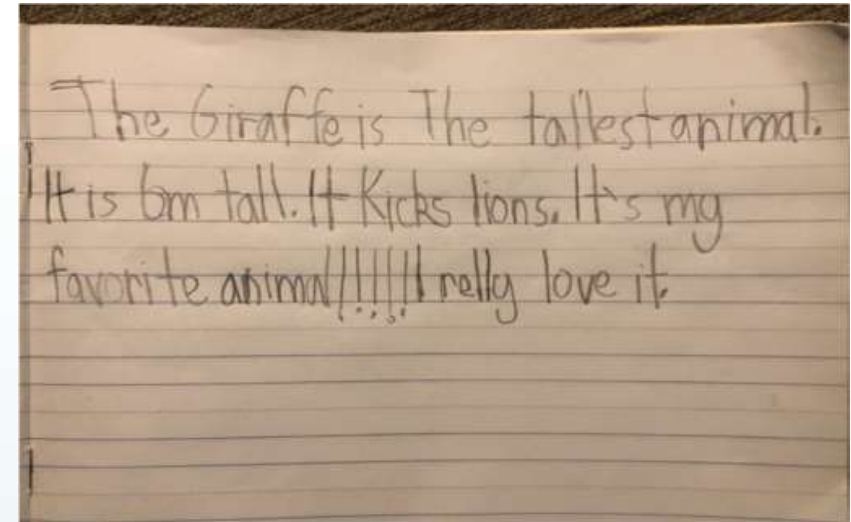 The Giraffe is The tallest animal.
It is 6m tall. It Kicks lions. It's my
favorite animal!!!!! I relly love it.